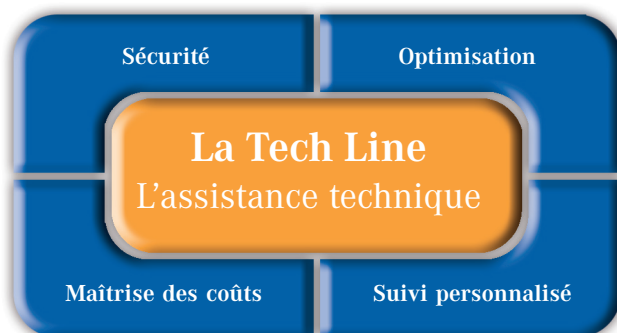 Sécurité
Optimisation
La Tech Line
L'assistance technique
Maîtrise des coûts
Suivi personnalisé